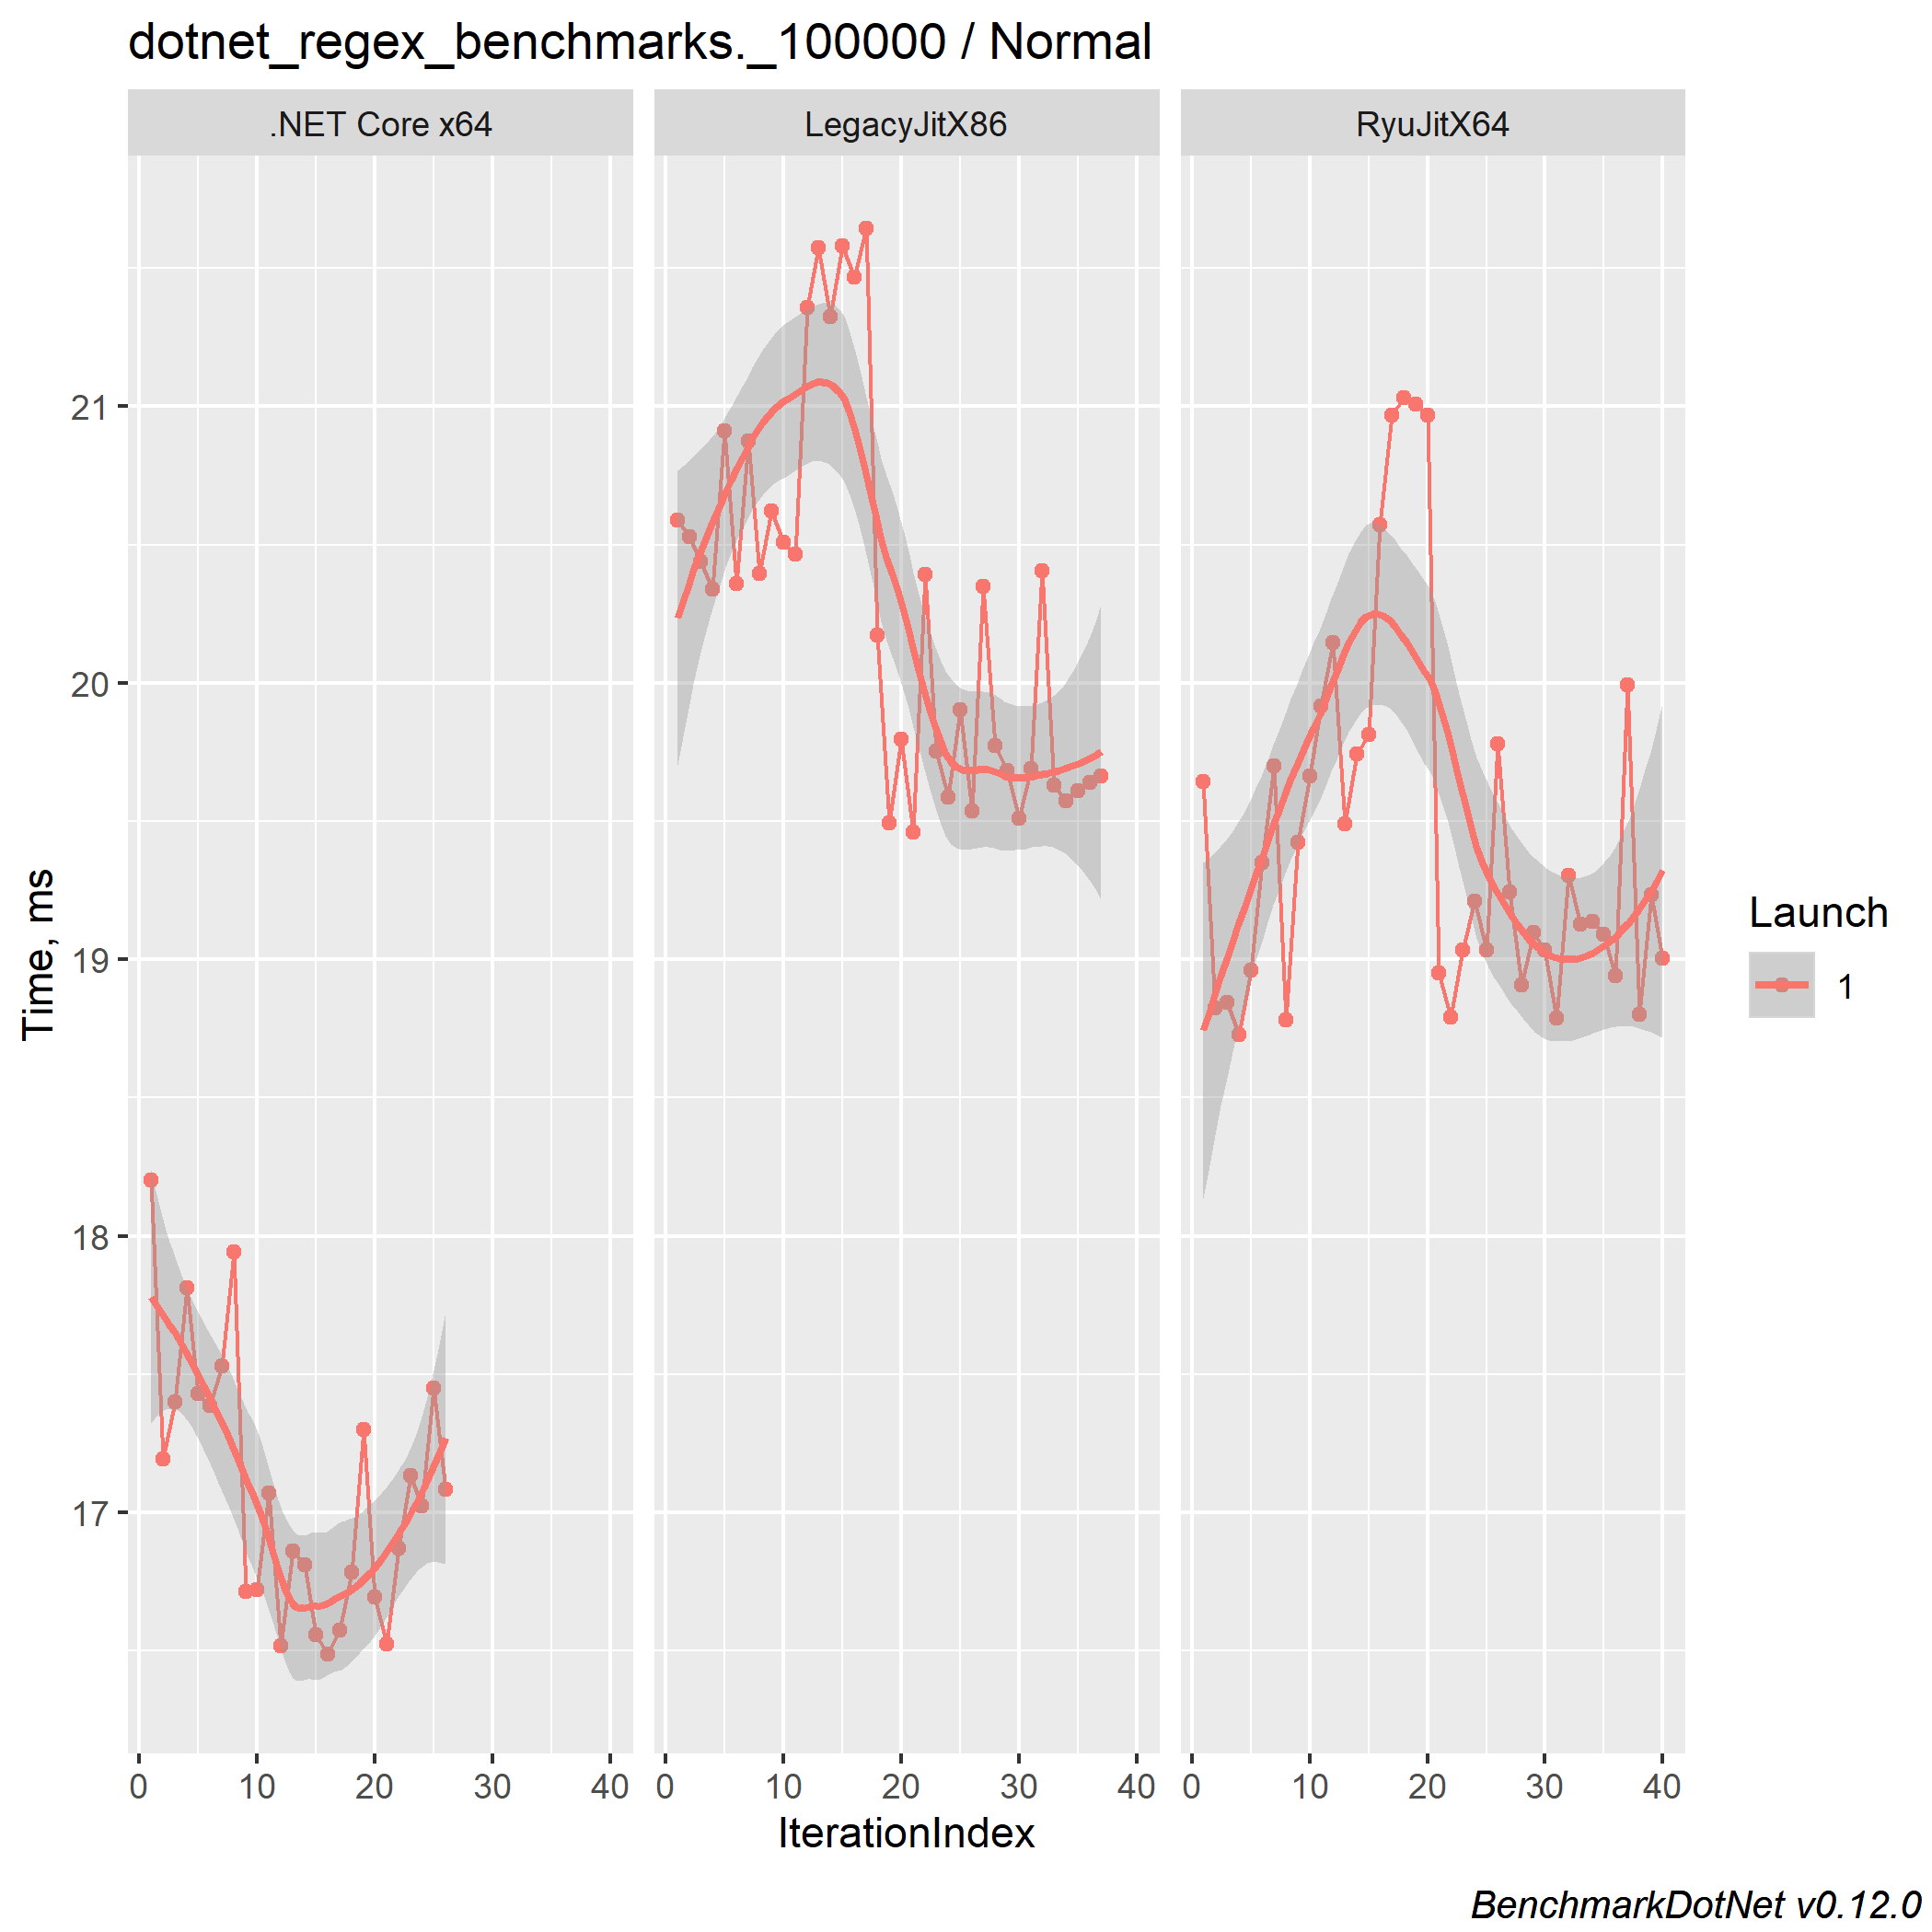 dotnet_regex_benchmarks._100000 / Normal
.NET Core x64 LegacyJitX86 RyuJitX64
21
20
19
18
17
Time, ms
0 10 20 30 40 0 10 20 30 40 0 10 20 30 40
IterationIndex
Launch
1
BenchmarkDotNet v0.12.0